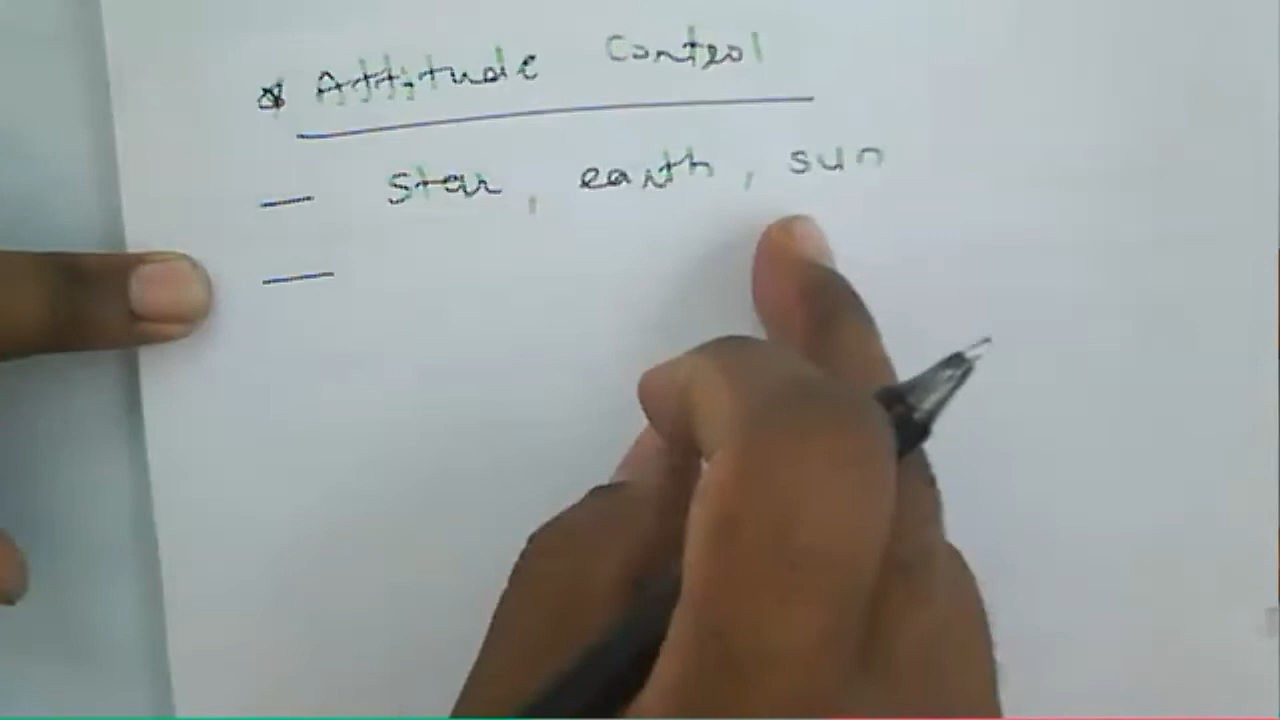 * Attitude Control
— star, earth, sun
—